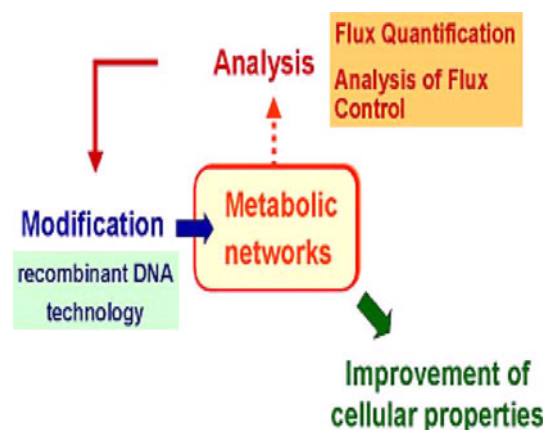 Flux Quantification
Analysis
Analysis of Flux
Control
Metabolic
networks
Modification
recombinant DNA
technology
Improvement of
cellular properties